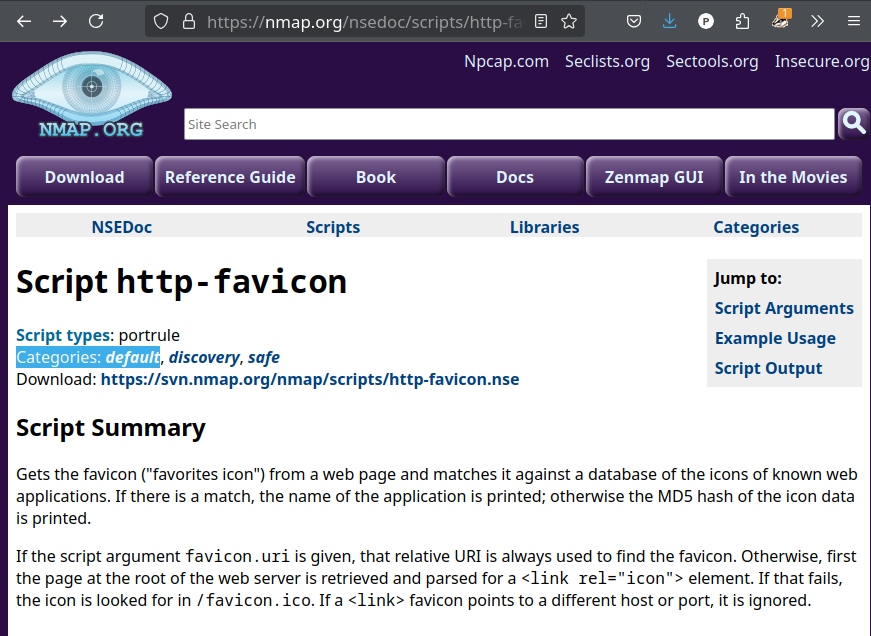 https://nmap.org/nsedoc/scripts/http-fa
P
1
Npcap.com Seclists.org Sectools.org Insecure.org
NMAP.ORG
Site Search
Download Reference Guide Book Docs Zenmap GUI In the Movies
NSEDoc Scripts Libraries Categories
Script http-favicon
Script types: portrule
Categories: default, discovery, safe
Download: https://svn.nmap.org/nmap/scripts/http-favicon.nse
Jump to:
Script Arguments
Example Usage
Script Output
Script Summary
Gets the favicon ("favorites icon") from a web page and matches it against a database of the icons of known web
applications. If there is a match, the name of the application is printed; otherwise the MD5 hash of the icon data
is printed.
If the script argument favicon.uri is given, that relative URI is always used to find the favicon. Otherwise, first
the page at the root of the web server is retrieved and parsed for a <link rel="icon"> element. If that fails,
the icon is looked for in /favicon.ico. If a <link> favicon points to a different host or port, it is ignored.